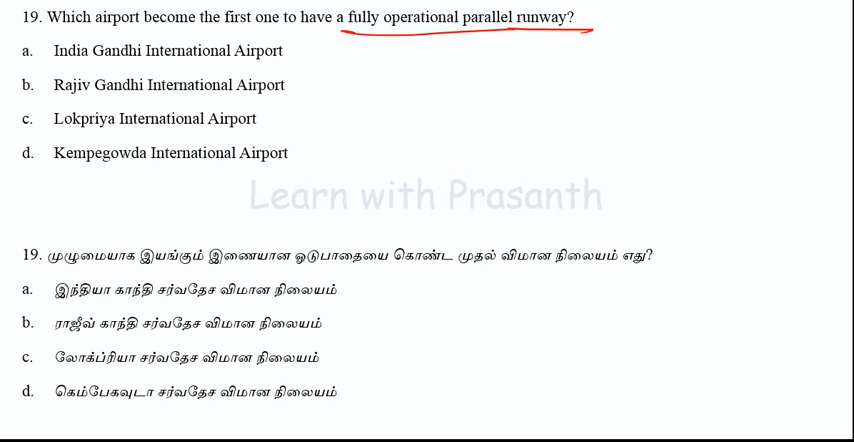 19. Which airport become the first one to have a fully operational parallel runway?
a. India Gandhi International Airport
b. Rajiv Gandhi International Airport
c. Lokpriya International Airport
d. Kempegowda International Airport
Learn with Prasanth
19. முழுமையாக இயங்கும் இணையான ஓடுபாதையை கொண்ட முதல் விமான நிலையம் எது?
a. இந்தியா காந்தி சர்வதேச விமான நிலையம்
b. ராஜீவ் காந்தி சர்வதேச விமான நிலையம்
c. லோக்ப்ரியா சர்வதேச விமான நிலையம்
d. கெம்பேகவுடா சர்வதேச விமான நிலையம்